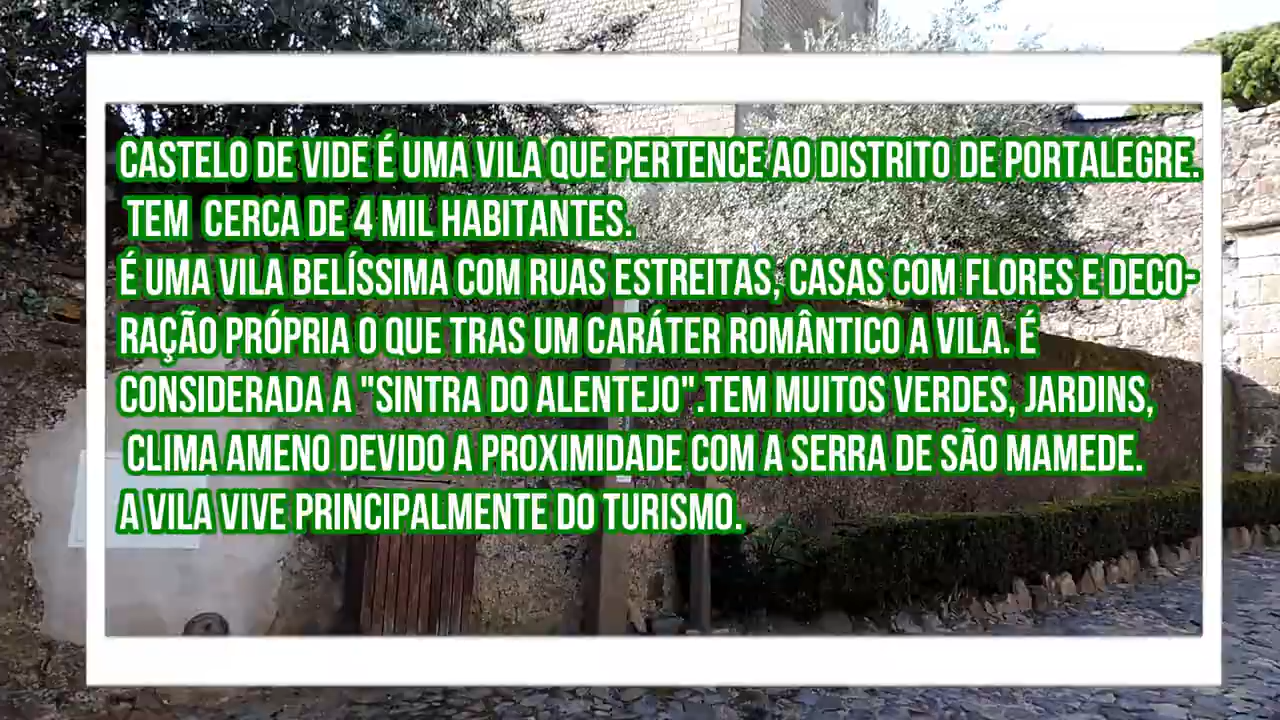 CASTELO DE VIDE É UMA VILA QUE PERTENCE AO DISTRITO DE PORTALEGRE.
TEM CERCA DE 4 MIL HABITANTES.
É UMA VILA BELÍSSIMA COM RUAS ESTREITAS, CASAS COM FLORES E DECO-
RAÇÃO PRÓPRIA O QUE TRAS UM CARÁTER ROMÂNTICO A VILA. É
CONSIDERADA A "SINTRA DO ALENTEJO".TEM MUITOS VERDES, JARDINS,
CLIMA AMENO DEVIDO A PROXIMIDADE COM A SERRA DE SÃO MAMEDE.
A VILA VIVE PRINCIPALMENTE DO TURISMO.